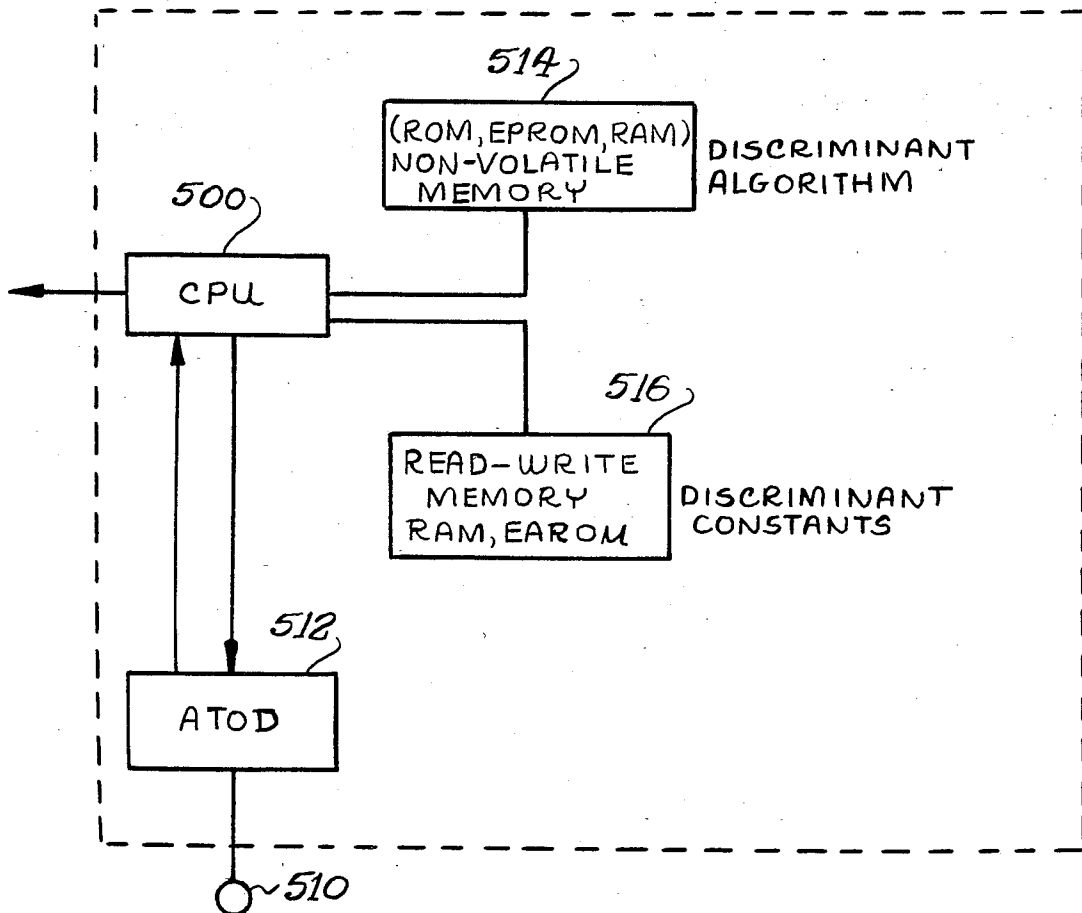 514
(ROM, EPROM, RAM)
NON-VOLATILE
MEMORY
DISCRIMINANT
ALGORITHM
500
CPU
516
READ-WRITE
MEMORY
RAM, EAROM
DISCRIMINANT
CONSTANTS
512
ATOD
510